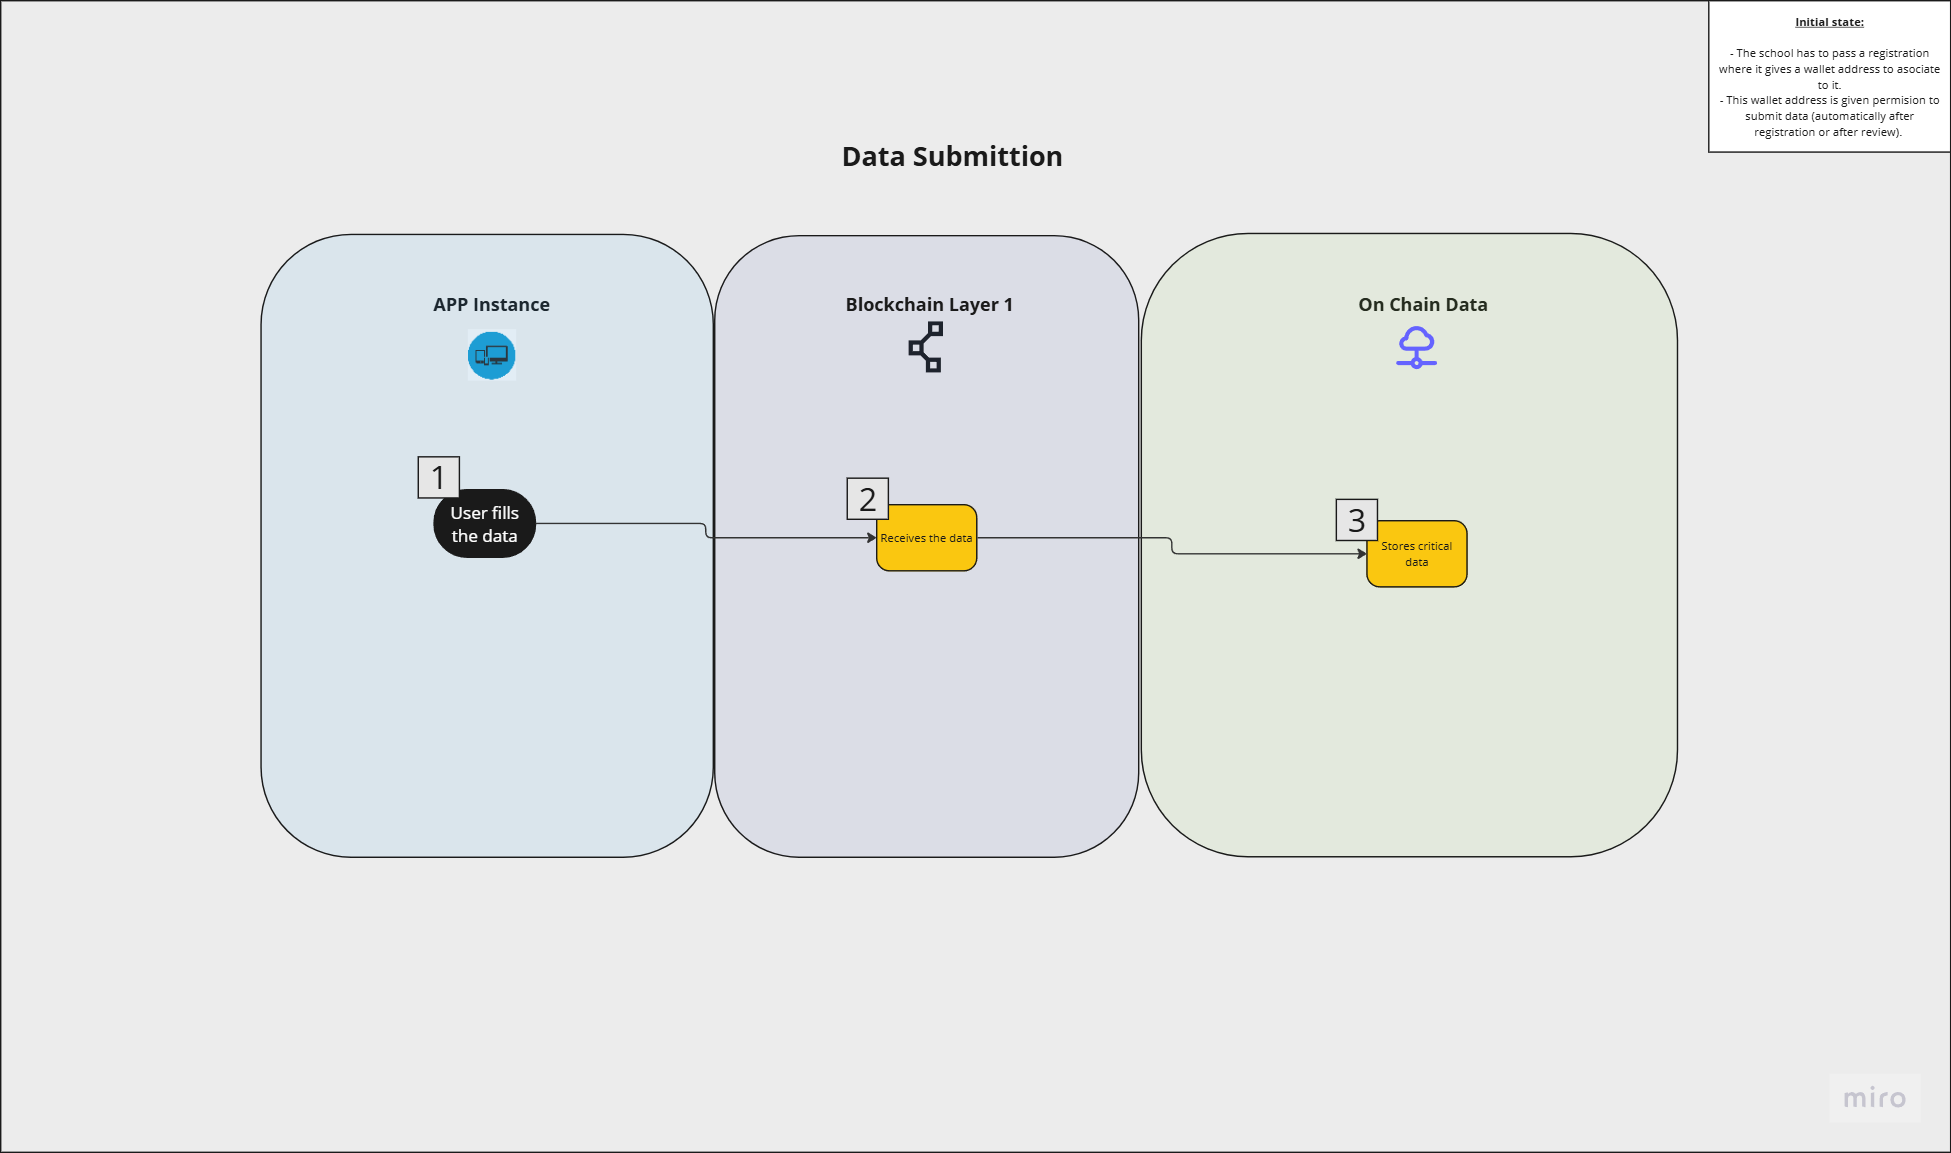 Initial state:
- The school has to pass a registration
where it gives a wallet address to asociate
to it.
- This wallet address is given permision to
submit data (automatically after
registration or after review).
Data Submittion
APP Instance
Blockchain Layer 1
On Chain Data
1
User fills
the data
2
Receives the data
3
Stores critical
data
miro